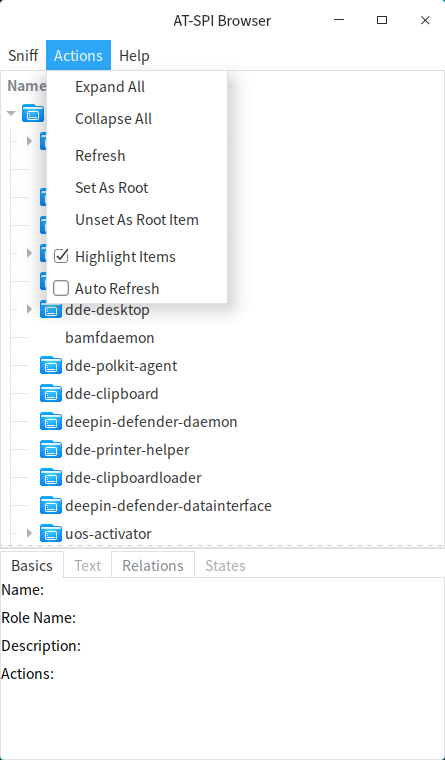 AT-SPI Browser
Sniff Actions Help
Name
Expand All
Collapse All
Refresh
Set As Root
Unset As Root Item
Highlight Items
Auto Refresh
dde-desktop
bamfdaemon
dde-polkit-agent
dde-clipboard
deepin-defender-daemon
dde-printer-helper
dde-clipboardloader
deepin-defender-datainterface
uos-activator
Basics Text Relations States
Name:
Role Name:
Description:
Actions: